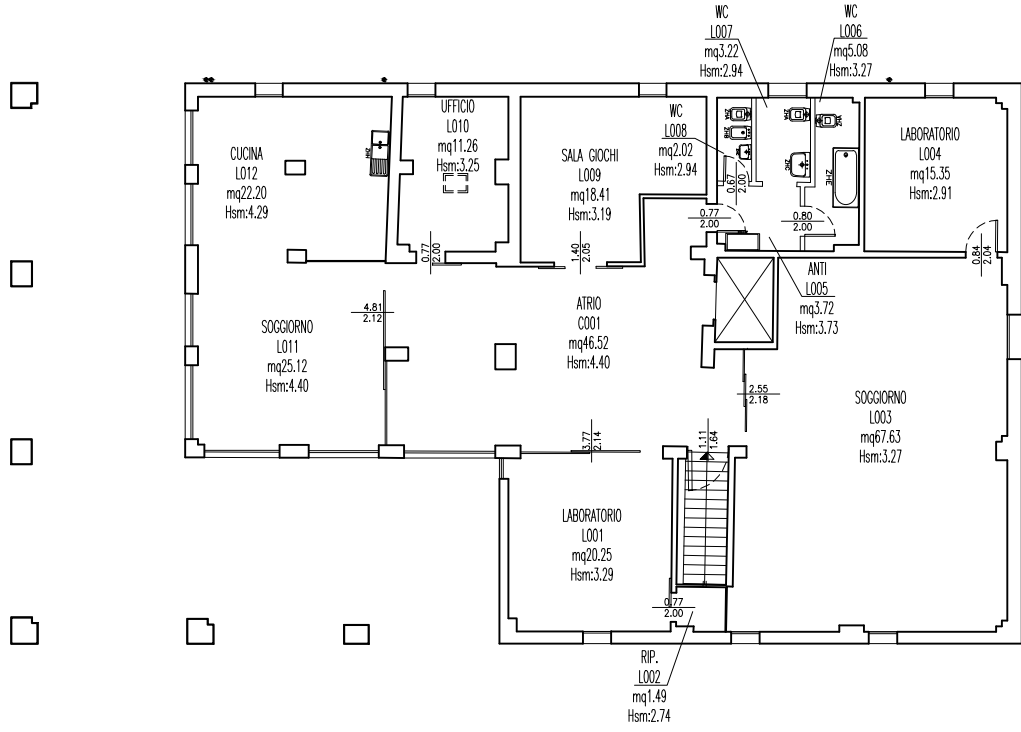 WC
L007
mq3.22
Hsm:2.94
WC
L006
mq5.08
Hsm:3.27
UFFICIO
L010
mq11.26
Hsm:3.25
WC
L008
mq2.02
Hsm:2.94
CUCINA
L012
mq22.20
Hsm:4.29
SALA GIOCHI
L009
mq18.41
Hsm:3.19
LABORATORIO
L004
mq15.35
Hsm:2.91
0.67
2.00
0.77
2.00
0.80
2.00
ZHE
ZHC
0.77
2.00
1.40
2.05
0.84
2.04
ANTI
L005
mq3.72
Hsm:3.73
4.81
2.12
ATRIO
C001
mq46.52
Hsm:4.40
SOGGIORNO
L011
mq25.12
Hsm:4.40
2.55
2.18
SOGGIORNO
L003
mq67.63
Hsm:3.27
3.77
2.14
1.11
1.64
LABORATORIO
L001
mq20.25
Hsm:3.29
0.77
2.00
RIP.
L002
mq1.49
Hsm:2.74